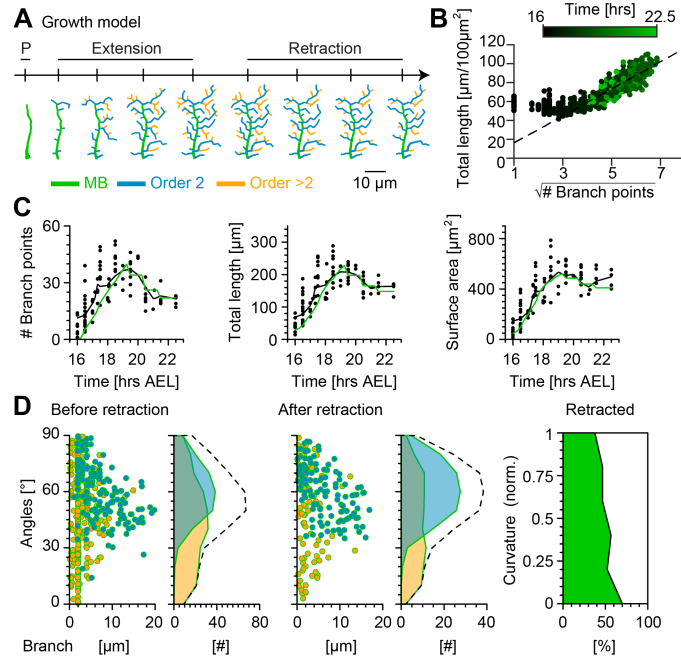 A Growth model
P Extension Retraction
MB Order 2 Order >2 10 µm
B Time [hrs]
16 22.5
Total length [µm/100µm²]
120
100
80
60
40
20
0
1 3 5 7
√# Branch points
C
# Branch points
60
30
0
16 18 20 22
Time [hrs AEL]
Total length [µm]
300
200
100
0
16 18 20 22
Time [hrs AEL]
Surface area [µm²]
800
400
0
16 18 20 22
Time [hrs AEL]
D Before retraction After retraction Retracted
Angles [°]
90
60
30
0
0 10 20
Branch [µm]
0 40 80
[#]
0 10 20
[µm]
0 20 40
[#]
Curvature (norm.)
1
0.75
0.5
0.25
0
0 50 100
[%]